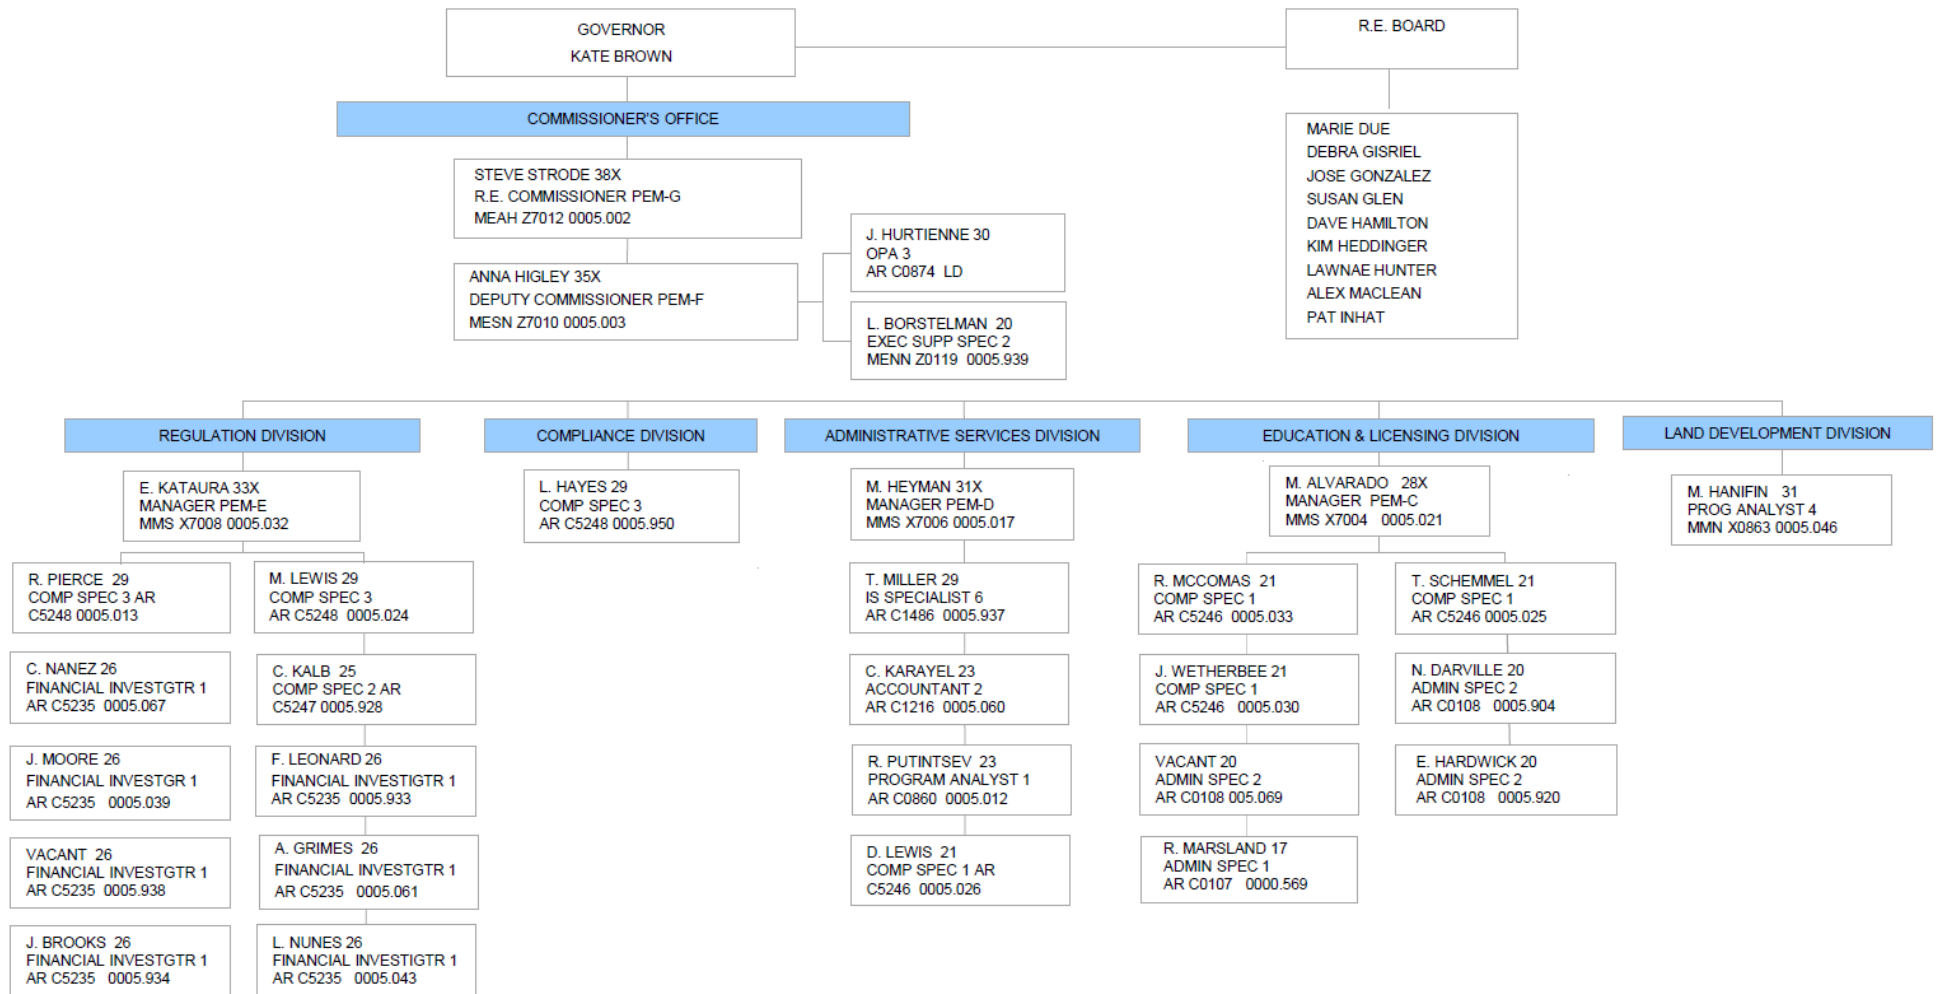 GOVERNOR
KATE BROWN
R.E. BOARD
COMMISSIONER'S OFFICE
MARIE DUE
DEBRA GISRIEL
JOSE GONZALEZ
SUSAN GLEN
DAVE HAMILTON
KIM HEDDINGER
LAWNAE HUNTER
ALEX MACLEAN
PAT INHAT
STEVE STRODE 38X
R.E. COMMISSIONER PEM-G
MEAH Z7012 0005.002
ANNA HIGLEY 35X
DEPUTY COMMISSIONER PEM-F
MESN Z7010 0005.003
J. HURTIENNE 30
OPA 3
AR C0874 LD
L. BORSTELMAN 20
EXEC SUPP SPEC 2
MENN Z0119 0005.939
REGULATION DIVISION
E. KATAURA 33X
MANAGER PEM-E
MMS X7008 0005.032
R. PIERCE 29
COMP SPEC 3 AR
C5248 0005.013
C. NANEZ 26
FINANCIAL INVESTGTR 1
AR C5235 0005.067
J. MOORE 26
FINANCIAL INVESTGR 1
AR C5235 0005.039
VACANT 26
FINANCIAL INVESTGTR 1
AR C5235 0005.938
J. BROOKS 26
FINANCIAL INVESTGTR 1
AR C5235 0005.934
M. LEWIS 29
COMP SPEC 3
AR C5248 0005.024
C. KALB 25
COMP SPEC 2 AR
C5247 0005.928
F. LEONARD 26
FINANCIAL INVESTIGTR 1
AR C5235 0005.933
A. GRIMES 26
FINANCIAL INVESTGTR 1
AR C5235 0005.061
L. NUNES 26
FINANCIAL INVESTIGTR 1
AR C5235 0005.043
COMPLIANCE DIVISION
L. HAYES 29
COMP SPEC 3
AR C5248 0005.950
ADMINISTRATIVE SERVICES DIVISION
M. HEYMAN 31X
MANAGER PEM-D
MMS X7006 0005.017
T. MILLER 29
IS SPECIALIST 6
AR C1486 0005.937
C. KARAYEL 23
ACCOUNTANT 2
AR C1216 0005.060
R. PUTINTSEV 23
PROGRAM ANALYST 1
AR C0860 0005.012
D. LEWIS 21
COMP SPEC 1 AR
C5246 0005.026
EDUCATION & LICENSING DIVISION
M. ALVARADO 28X
MANAGER PEM-C
MMS X7004 0005.021
R. MCCOMAS 21
COMP SPEC 1
AR C5246 0005.033
J. WETHERBEE 21
COMP SPEC 1
AR C5246 0005.030
VACANT 20
ADMIN SPEC 2
AR C0108 005.069
R. MARSLAND 17
ADMIN SPEC 1
AR C0107 0000.569
T. SCHEMMEL 21
COMP SPEC 1
AR C5246 0005.025
N. DARVILLE 20
ADMIN SPEC 2
AR C0108 0005.904
E. HARDWICK 20
ADMIN SPEC 2
AR C0108 0005.920
LAND DEVELOPMENT DIVISION
M. HANIFIN 31
PROG ANALYST 4
MMN X0863 0005.046